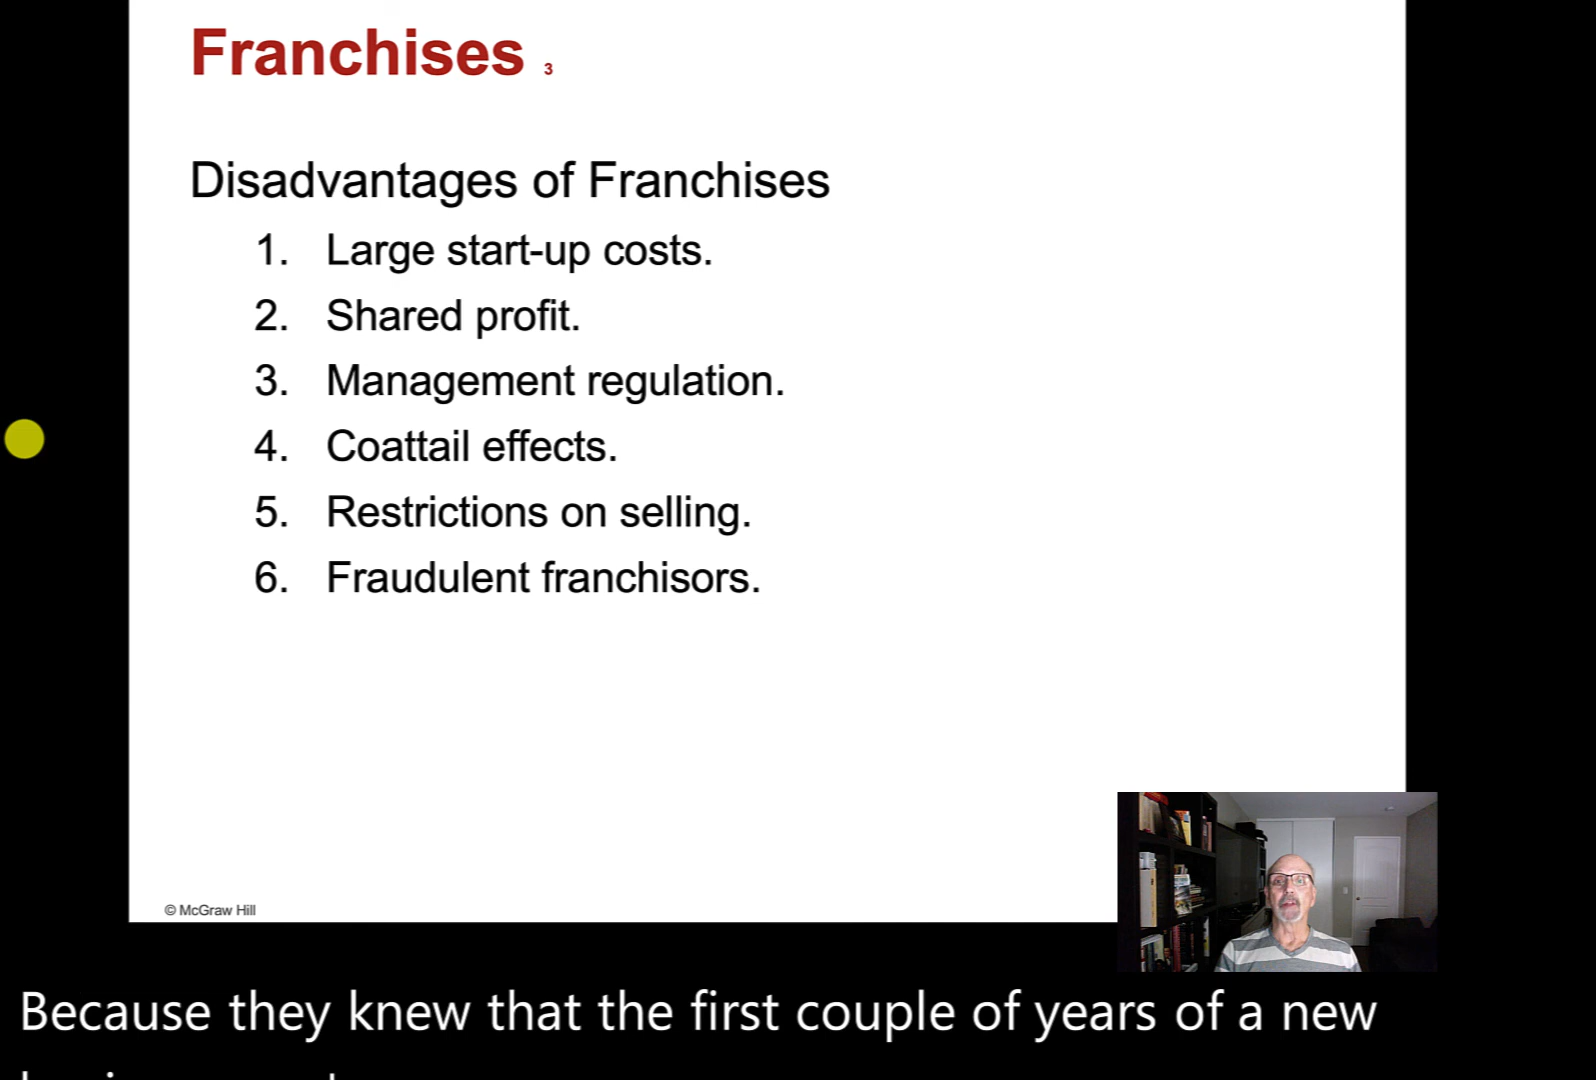 Franchises 3
Disadvantages of Franchises
1. Large start-up costs.
2. Shared profit.
3. Management regulation.
4. Coattail effects.
5. Restrictions on selling.
6. Fraudulent franchisors.
© McGraw Hill
Because they knew that the first couple of years of a new